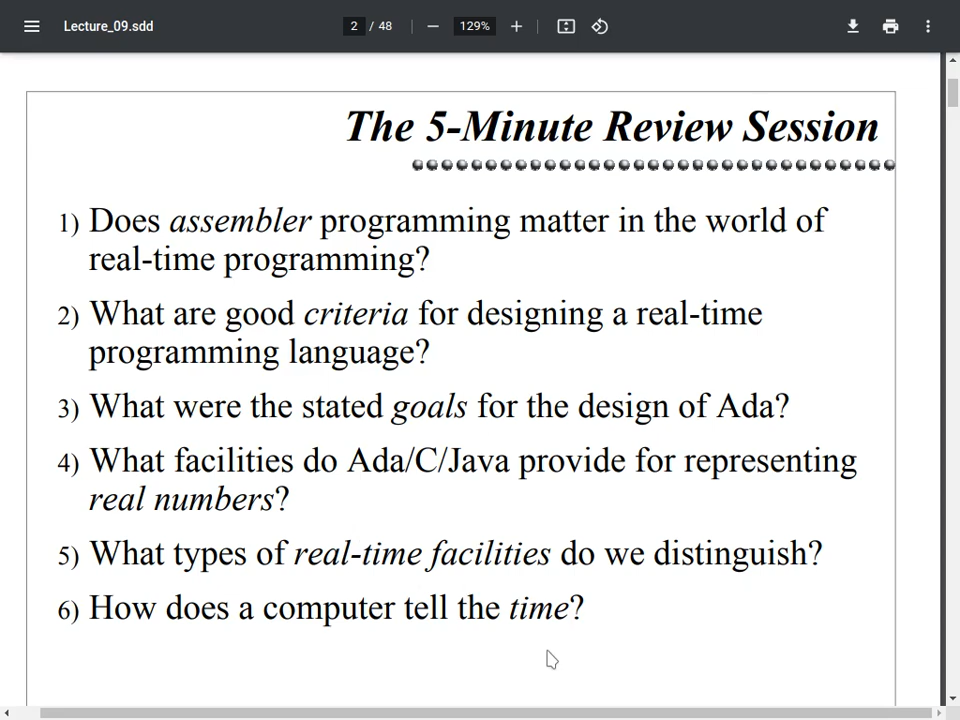 Lecture_09.sdd
2 / 48
129%
The 5-Minute Review Session
1) Does assembler programming matter in the world of
real-time programming?
2) What are good criteria for designing a real-time
programming language?
3) What were the stated goals for the design of Ada?
4) What facilities do Ada/C/Java provide for representing
real numbers?
5) What types of real-time facilities do we distinguish?
6) How does a computer tell the time?